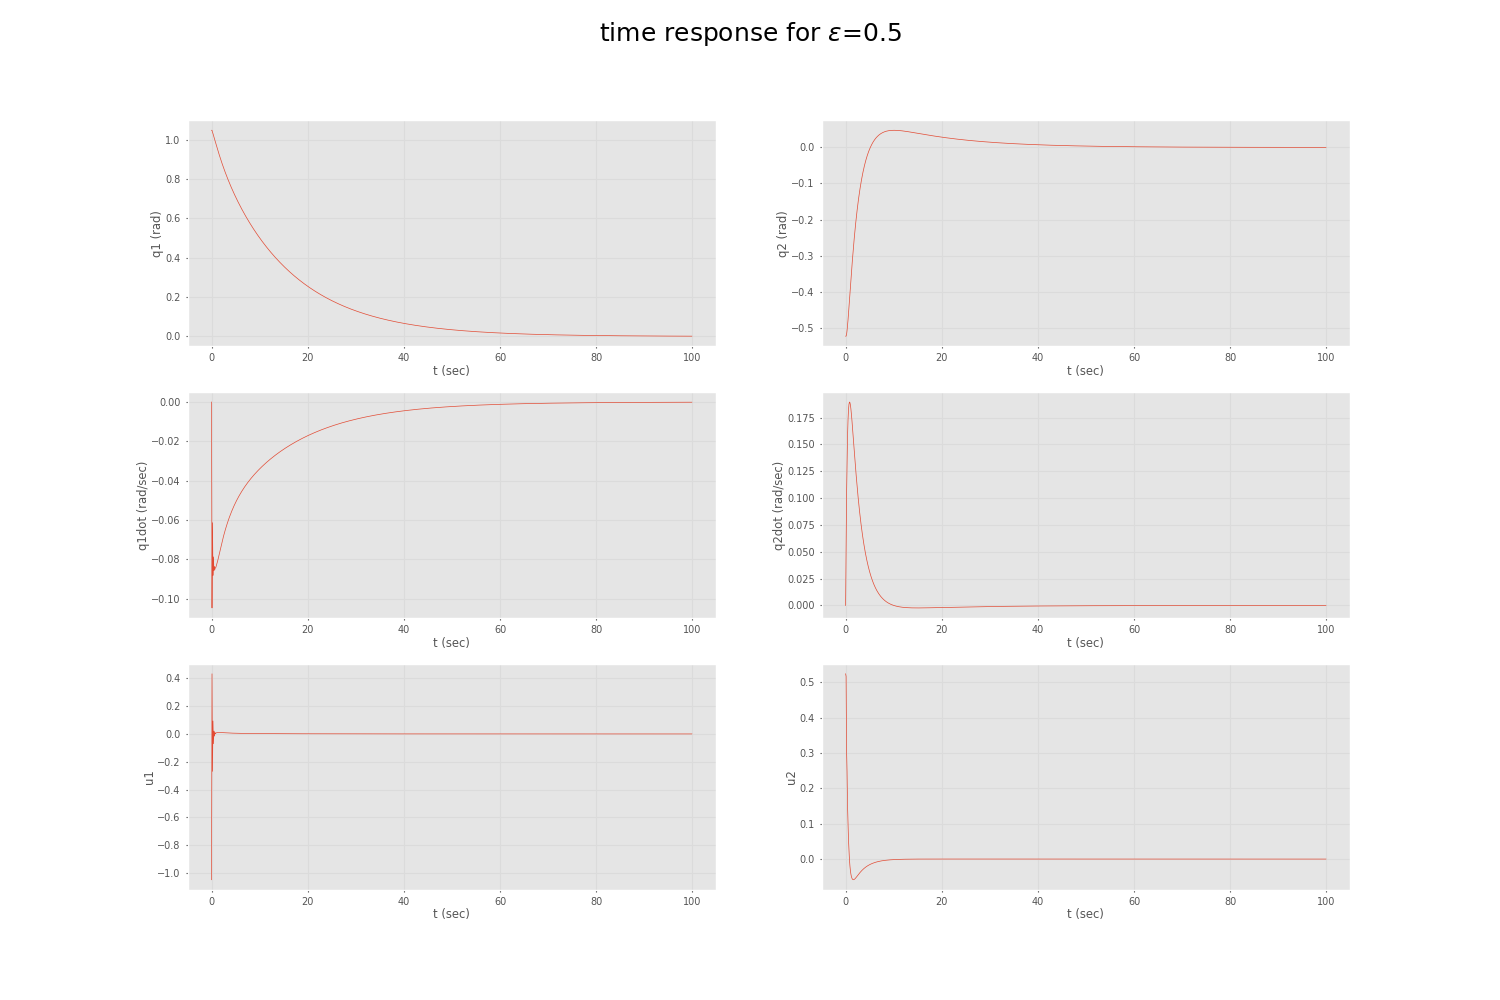 time response for ε=0.5
q1 (rad)
1.0
0.8
0.6
0.4
0.2
0.0
0 20 40 60 80 100
t (sec)
q2 (rad)
0.0
−0.1
−0.2
−0.3
−0.4
−0.5
0 20 40 60 80 100
t (sec)
q1dot (rad/sec)
0.00
−0.02
−0.04
−0.06
−0.08
−0.10
0 20 40 60 80 100
t (sec)
q2dot (rad/sec)
0.175
0.150
0.125
0.100
0.075
0.050
0.025
0.000
0 20 40 60 80 100
t (sec)
u1
0.4
0.2
0.0
−0.2
−0.4
−0.6
−0.8
−1.0
0 20 40 60 80 100
t (sec)
u2
0.5
0.4
0.3
0.2
0.1
0.0
0 20 40 60 80 100
t (sec)